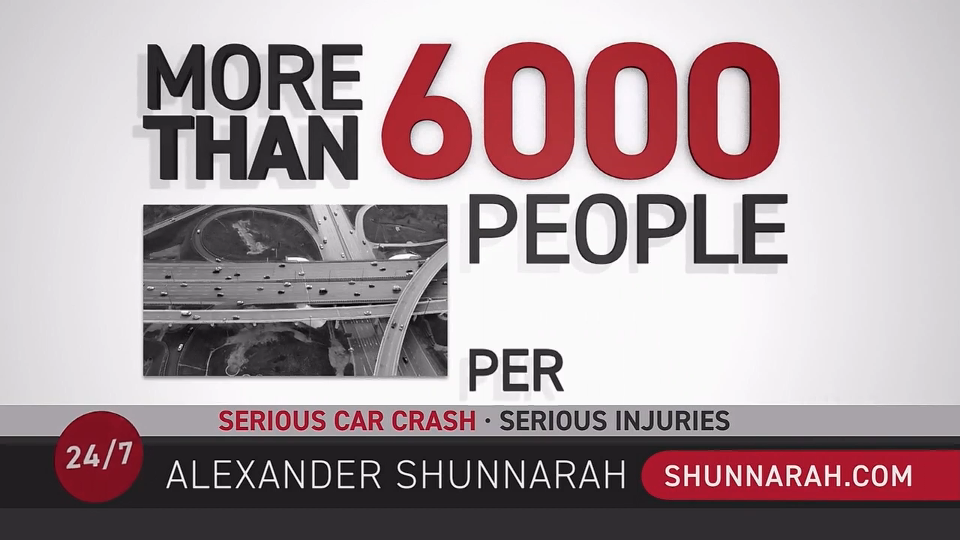 MORE
THAN 6000
PEOPLE
PER
SERIOUS CAR CRASH · SERIOUS INJURIES
24/7
ALEXANDER SHUNNARAH
SHUNNARAH.COM